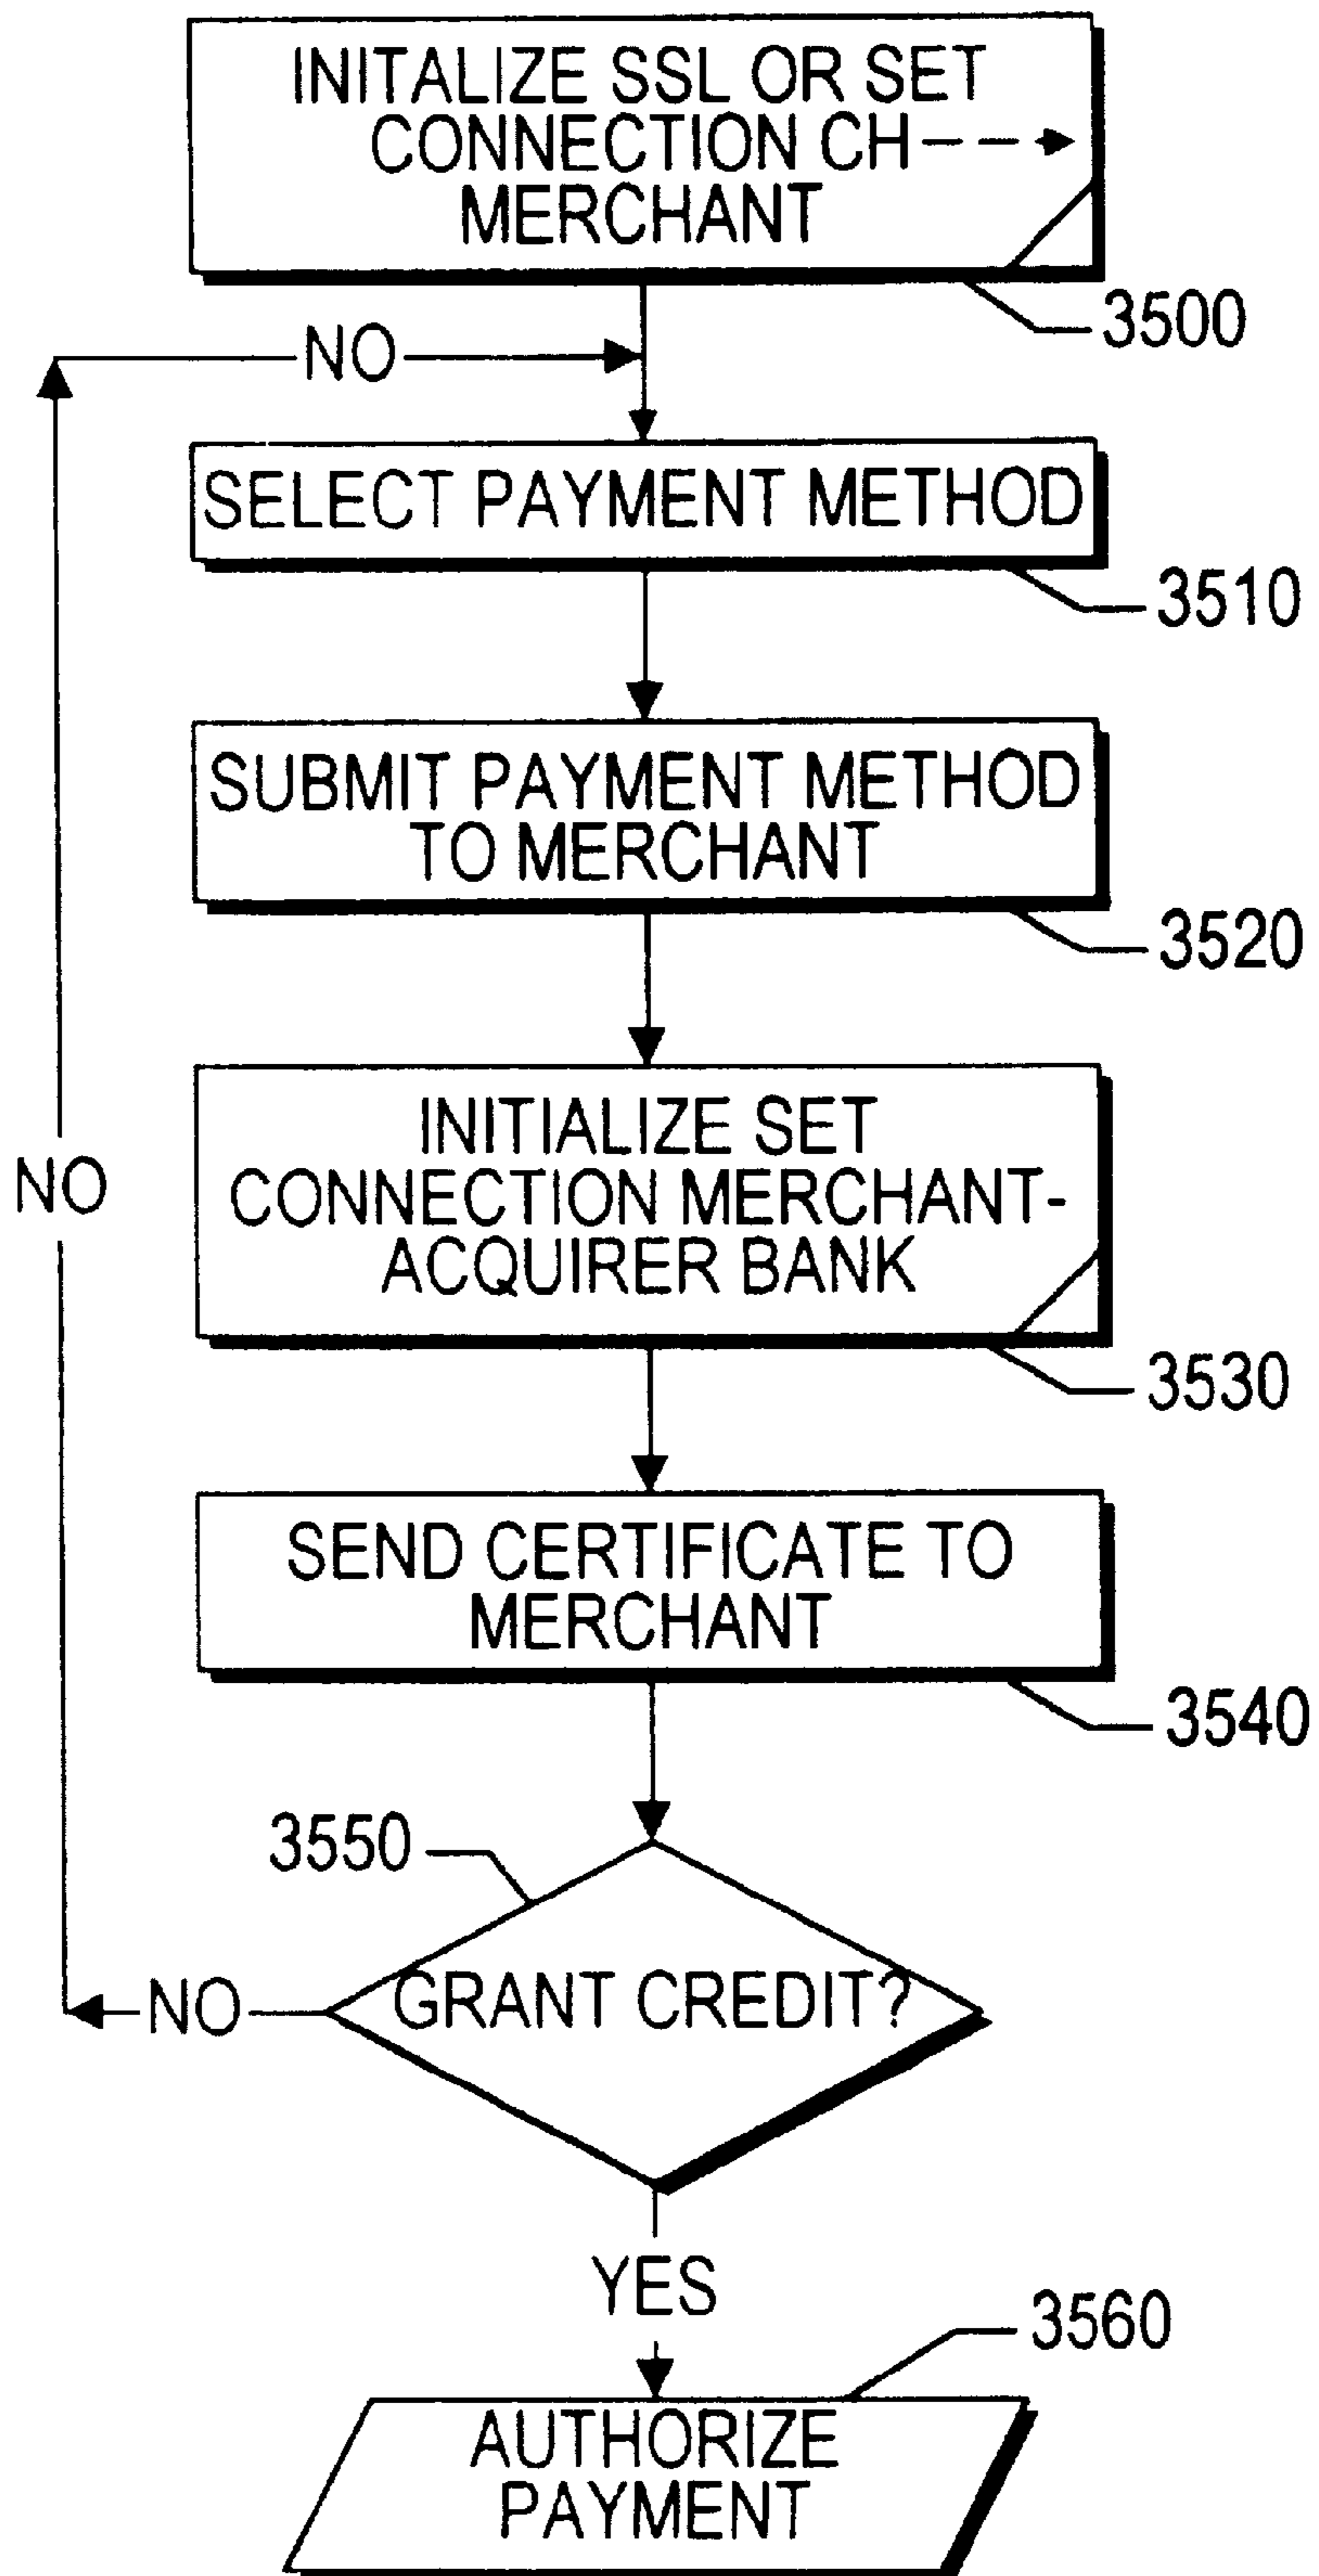 INITALIZE SSL OR SET
CONNECTION CH
MERCHANT
3500
NO
SELECT PAYMENT METHOD
3510
SUBMIT PAYMENT METHOD
TO MERCHANT
3520
INITIALIZE SET
CONNECTION MERCHANT-
ACQUIRER BANK
NO
3530
SEND CERTIFICATE TO
MERCHANT
3540
3550
GRANT CREDIT?
NO
YES
3560
AUTHORIZE
PAYMENT